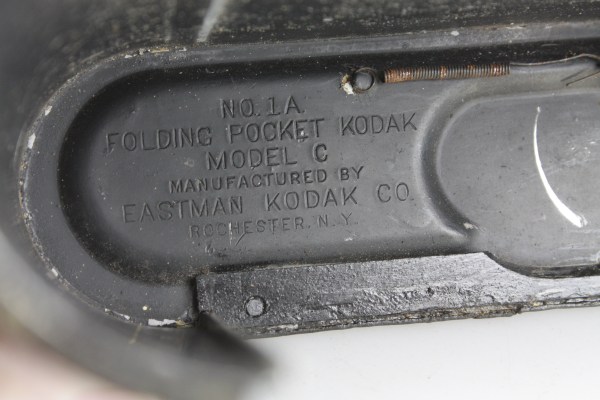 NO. 1A.
FOLDING POCKET KODAK
MODEL C
MANUFACTURED BY
EASTMAN KODAK CO.
ROCHESTER. N. Y.